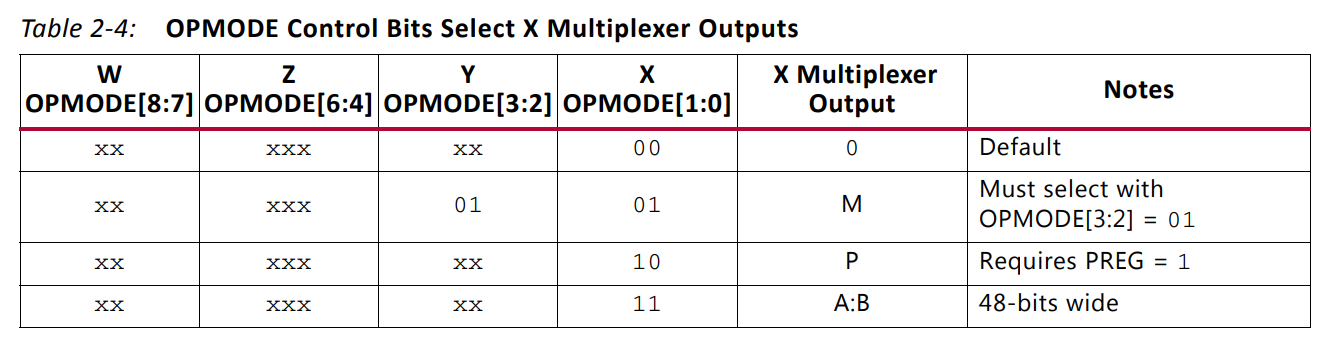 Table 2-4: OPMODE Control Bits Select X Multiplexer Outputs
W OPMODE[8:7] Z OPMODE[6:4] Y OPMODE[3:2] X OPMODE[1:0] X Multiplexer Output Notes
xx xxx xx 00 0 Default
xx xxx 01 01 M Must select with OPMODE[3:2] = 01
xx xxx xx 10 P Requires PREG = 1
xx xxx xx 11 A:B 48-bits wide